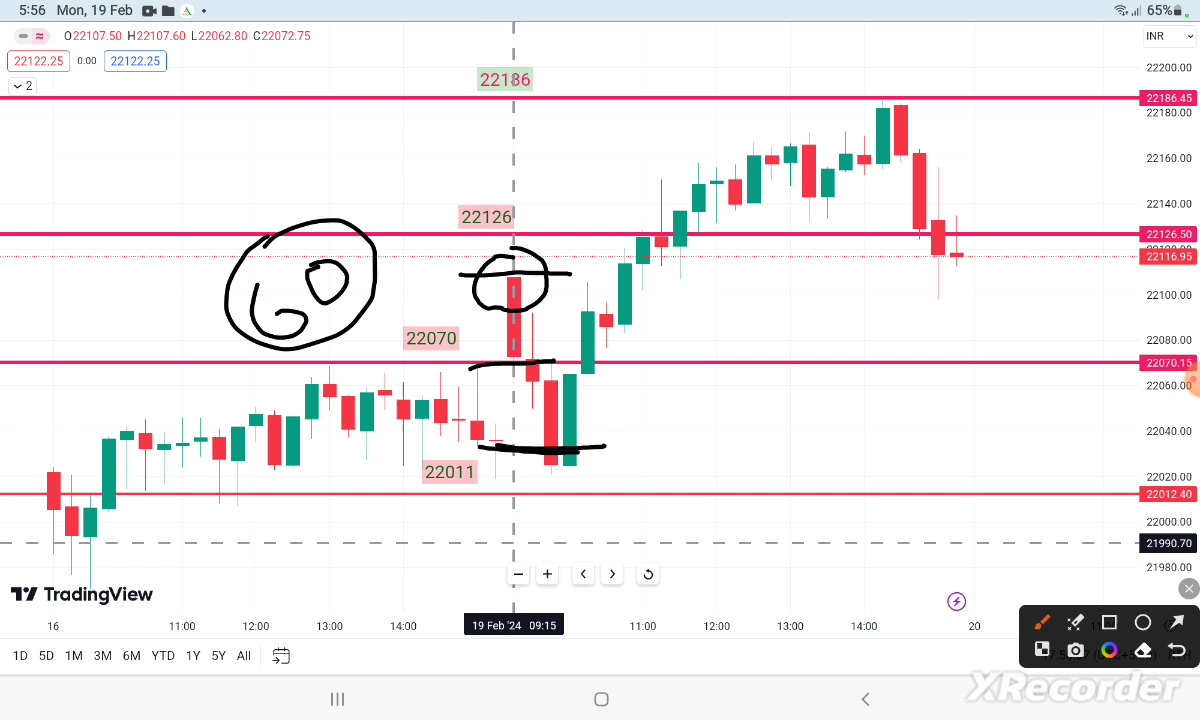 5:56 Mon, 19 Feb 65%
O22107.50 H22107.60 L22062.80 C22072.75
INR
22122.25 0.00 22122.25
2
22200.00
22186
22186.45
22180.00
22160.00
22140.00
22126
22126.50
22116.95
60
22100.00
22080.00
22070
22070.15
22060.00
22040.00
22011
22020.00
22012.40
22000.00
21990.70
21980.00
TradingView
16 11:00 12:00 13:00 14:00 19 Feb '24 09:15 11:00 12:00 13:00 14:00 20
1D 5D 1M 3M 6M YTD 1Y 5Y All
XRecorder